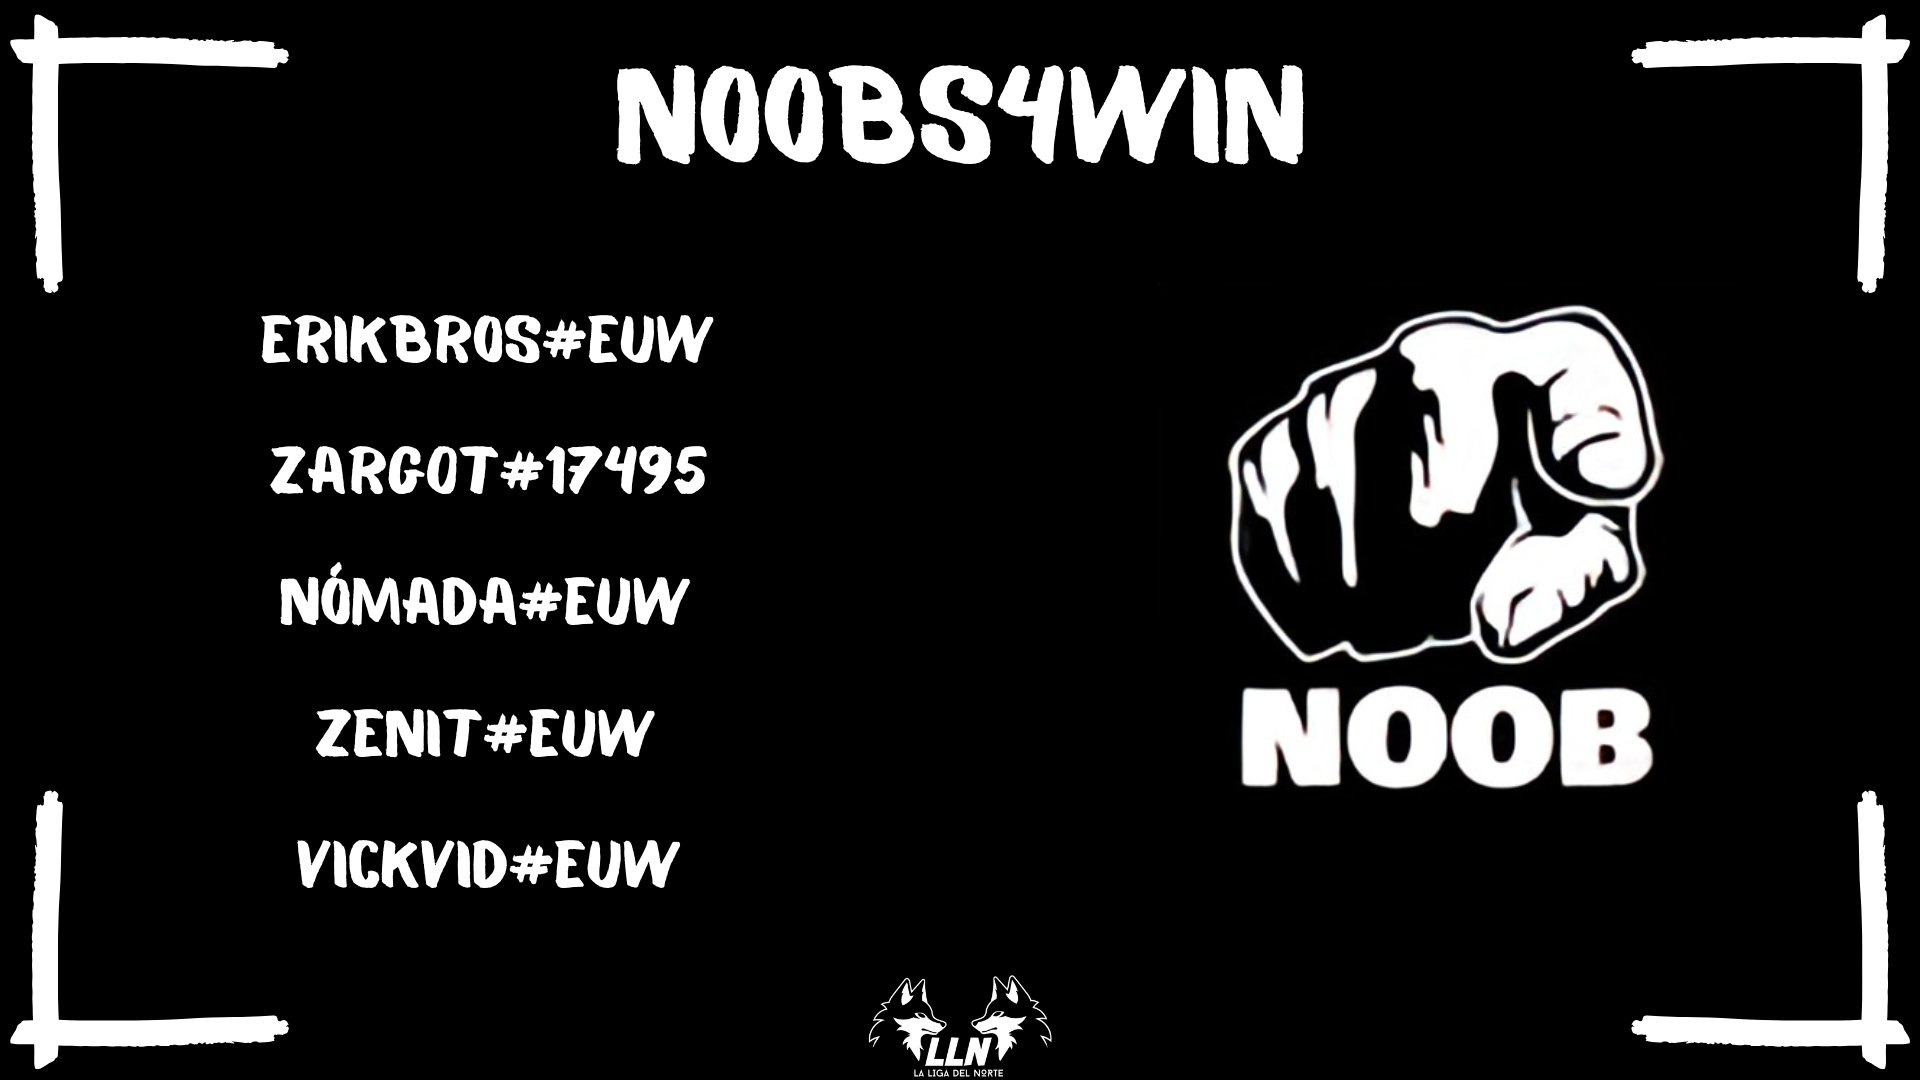 NOOBS4WIN
ERIKBROS#EUW
ZARGOT#17495
NÓMADA#EUW
ZENIT#EUW
VICKVID#EUW
NOOB
LLN
LA LIGA DEL NORTE